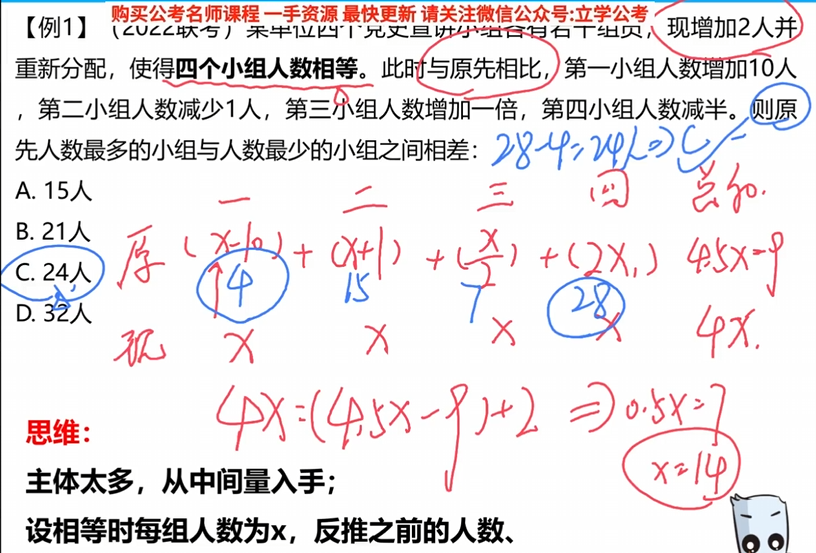 购买公考名师课程 一手资源 最快更新 请关注微信公众号:立学公考
【例1】（2022联考）某单位四个党史宣讲小组各有若干组员，现增加2人并
重新分配，使得四个小组人数相等。此时与原先相比，第一小组人数增加10人
，第二小组人数减少1人，第三小组人数增加一倍，第四小组人数减半。则原
先人数最多的小组与人数最少的小组之间相差：28-4=24人⇒C
A. 15人
一 二 三 四 总和.
B. 21人
原 (x-10) + (x+1) + (x/2) + (2x) 4.5x-9
C. 24人
4 15 7 28
D. 32人
现 x x x x 4x.
4x=(4.5x-9)+2 ⇒ 0.5x=7
x=14
思维：
主体太多，从中间量入手；
设相等时每组人数为x，反推之前的人数、